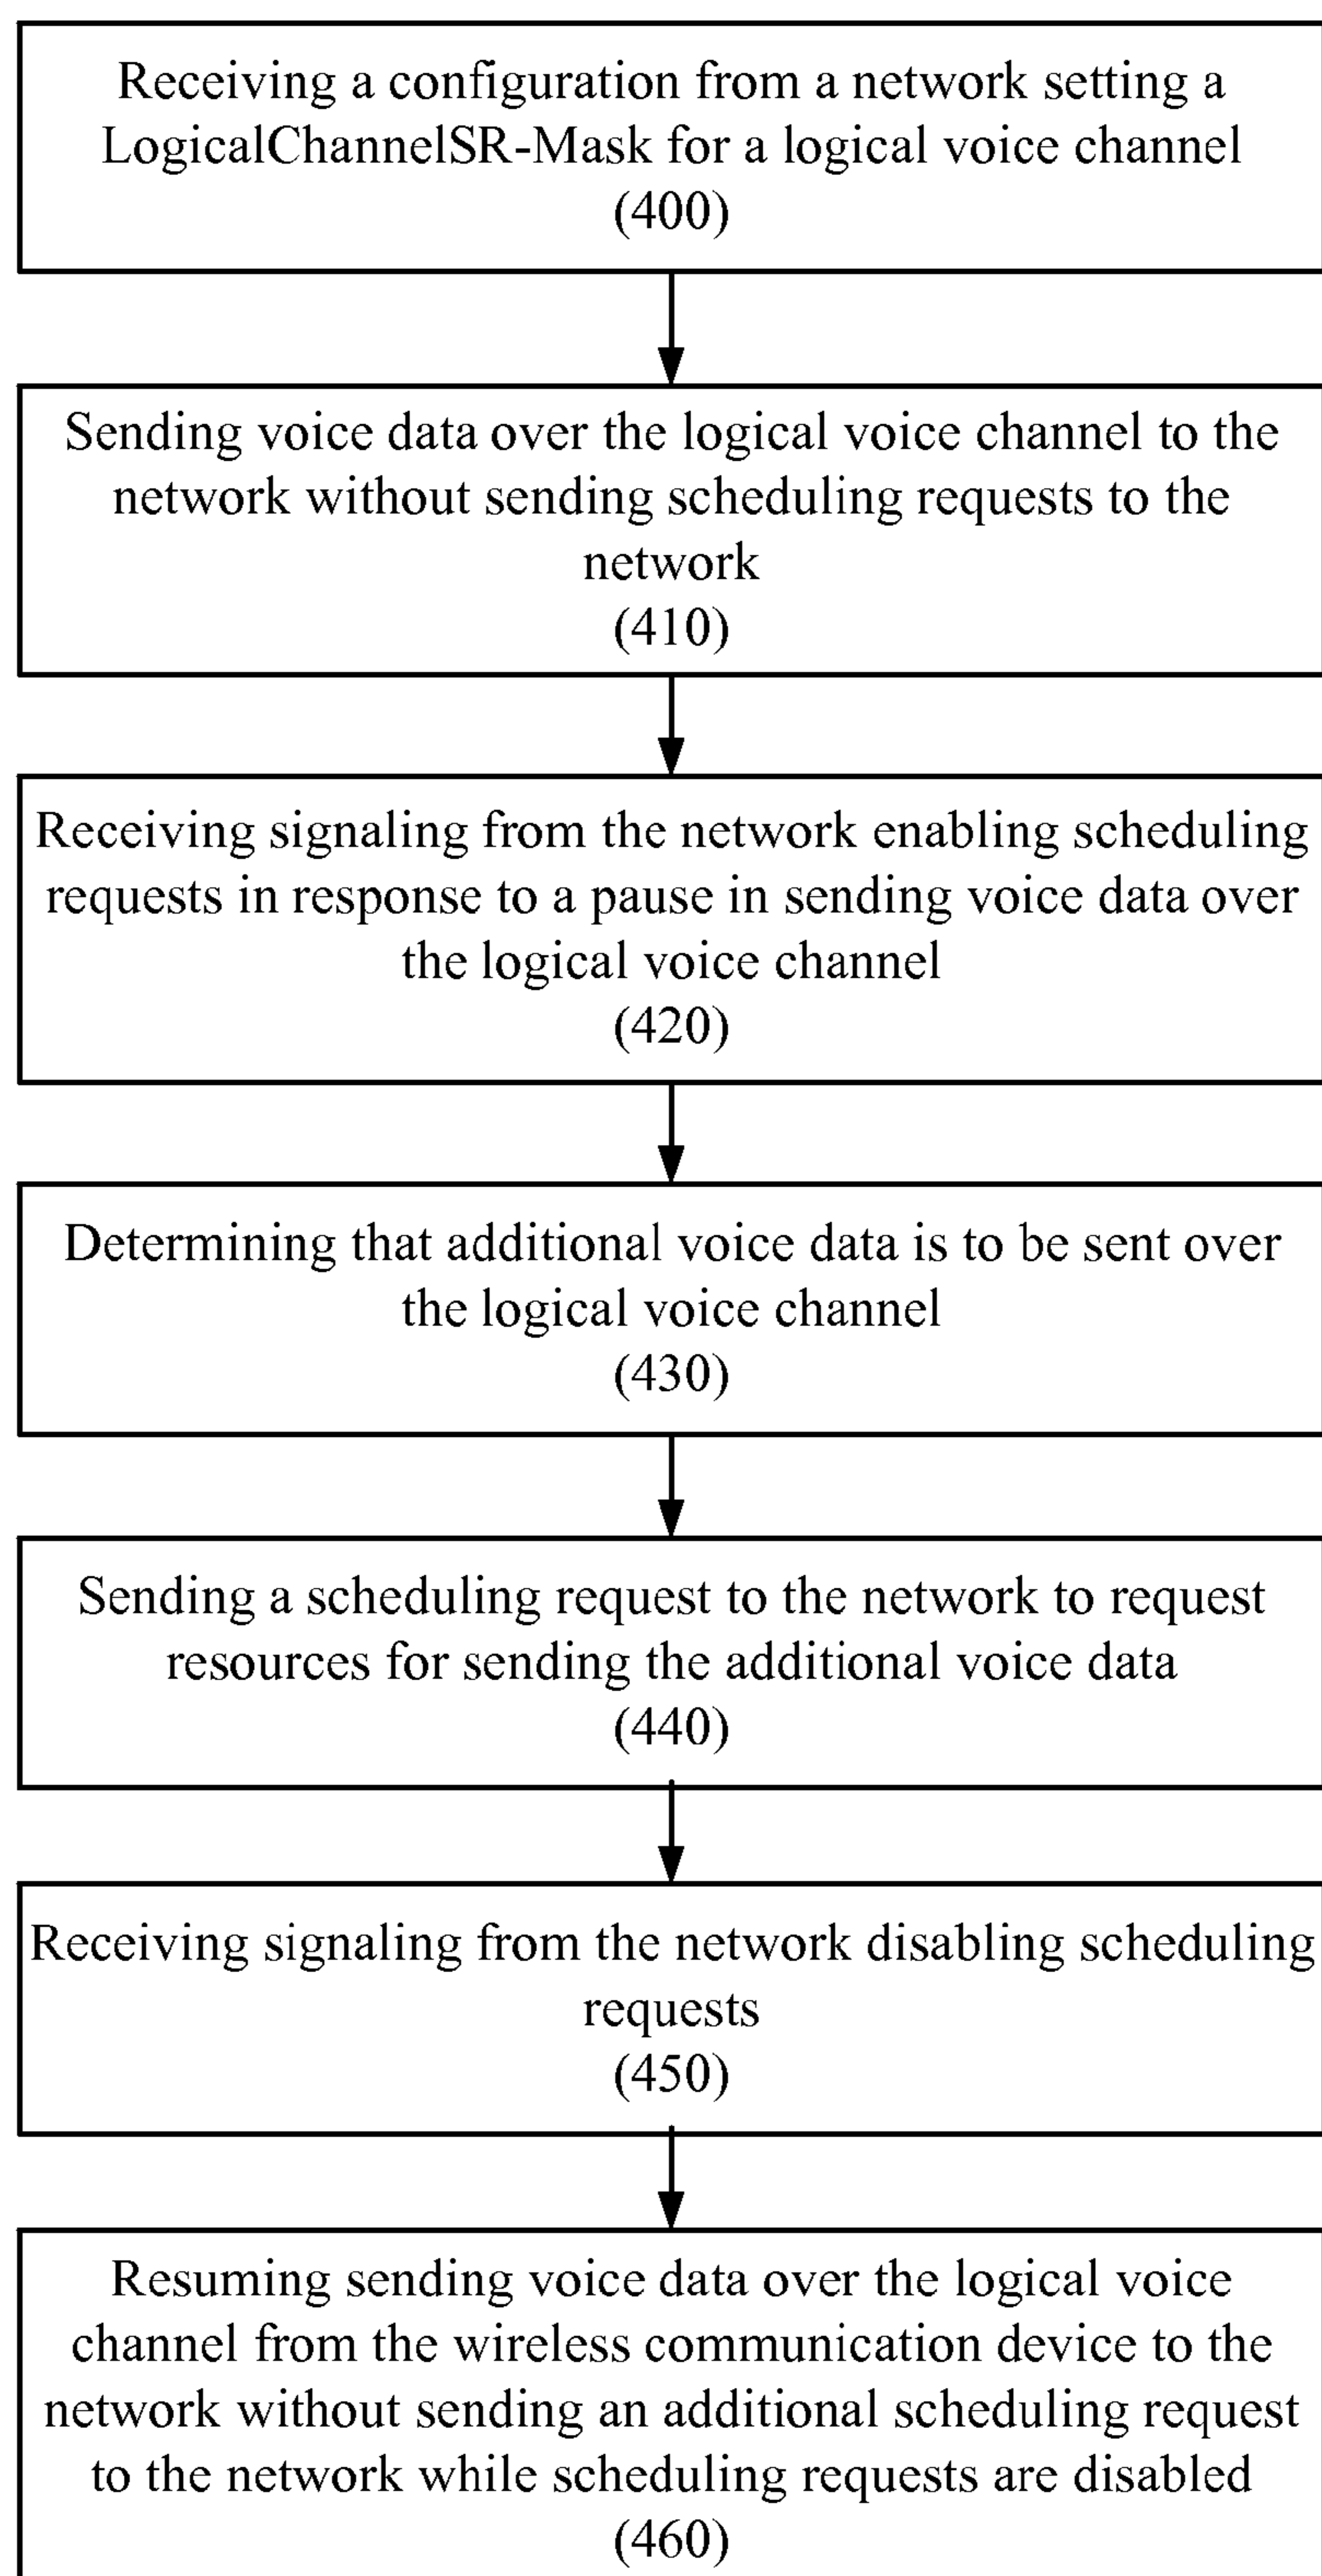 Receiving a configuration from a network setting a
LogicalChannelSR-Mask for a logical voice channel
(400)
Sending voice data over the logical voice channel to the
network without sending scheduling requests to the
network
(410)
Receiving signaling from the network enabling scheduling
requests in response to a pause in sending voice data over
the logical voice channel
(420)
Determining that additional voice data is to be sent over
the logical voice channel
(430)
Sending a scheduling request to the network to request
resources for sending the additional voice data
(440)
Receiving signaling from the network disabling scheduling
requests
(450)
Resuming sending voice data over the logical voice
channel from the wireless communication device to the
network without sending an additional scheduling request
to the network while scheduling requests are disabled
(460)